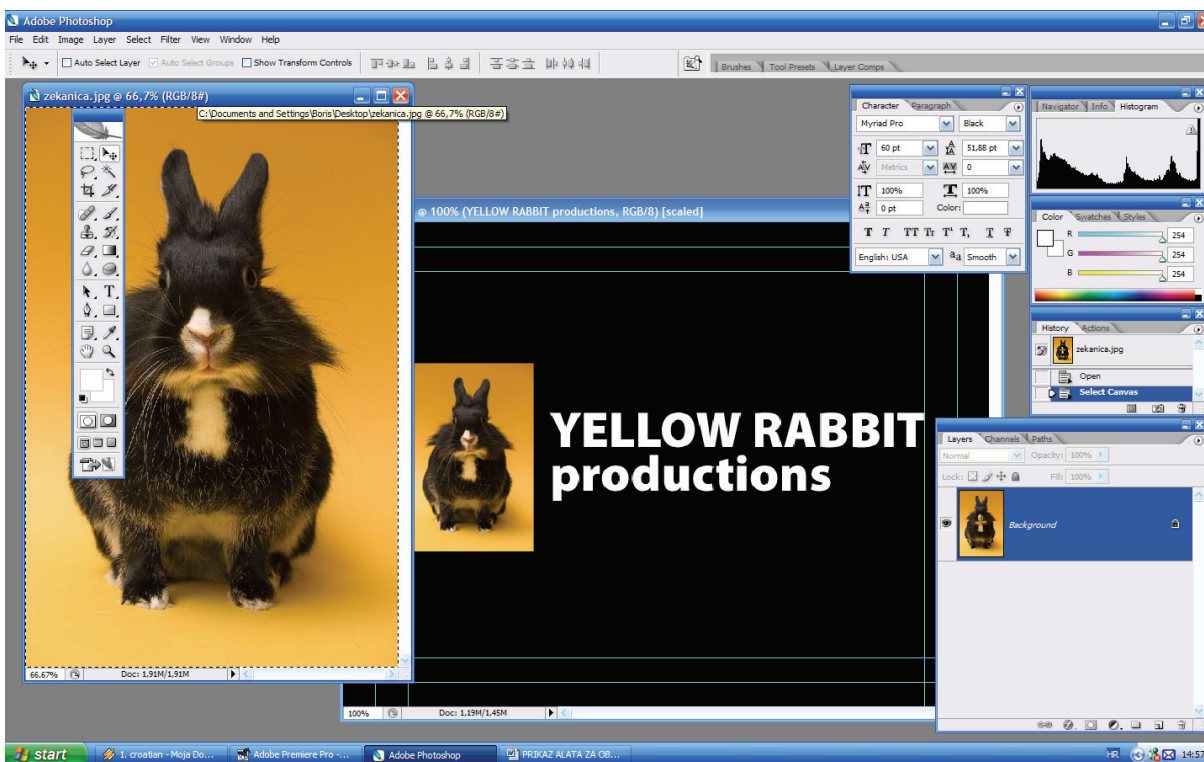 Adobe Photoshop
File Edit Image Layer Select Filter View Window Help
Auto Select Layer Auto Select Groups Show Transform Controls
Brushes Tool Presets Layer Comps
zekanica.jpg @ 66,7% (RGB/8#)
C:\Documents and Settings\Boris\Desktop\zekanica.jpg @ 66,7% (RGB/8#)
@ 100% (YELLOW RABBIT productions, RGB/8) [scaled]
YELLOW RABBIT
productions
66,67% Doc: 1,91M/1,91M
100% Doc: 1,19M/1,45M
Character Paragraph
Myriad Pro Black
60 pt 51,88 pt
Metrics 0
100% 100%
0 pt Color:
T T TT Tr T¹ T₁ T T
English: USA aa Smooth
Navigator Info Histogram
Color Swatches Styles
R 254
G 254
B 254
History Actions
zekanica.jpg
Open
Select Canvas
Layers Channels Paths
Normal Opacity: 100%
Lock: Fill: 100%
Background
start 1. croatian - Moja Do... Adobe Premiere Pro -... Adobe Photoshop PRIKAZ ALATA ZA OB... HR 14:57